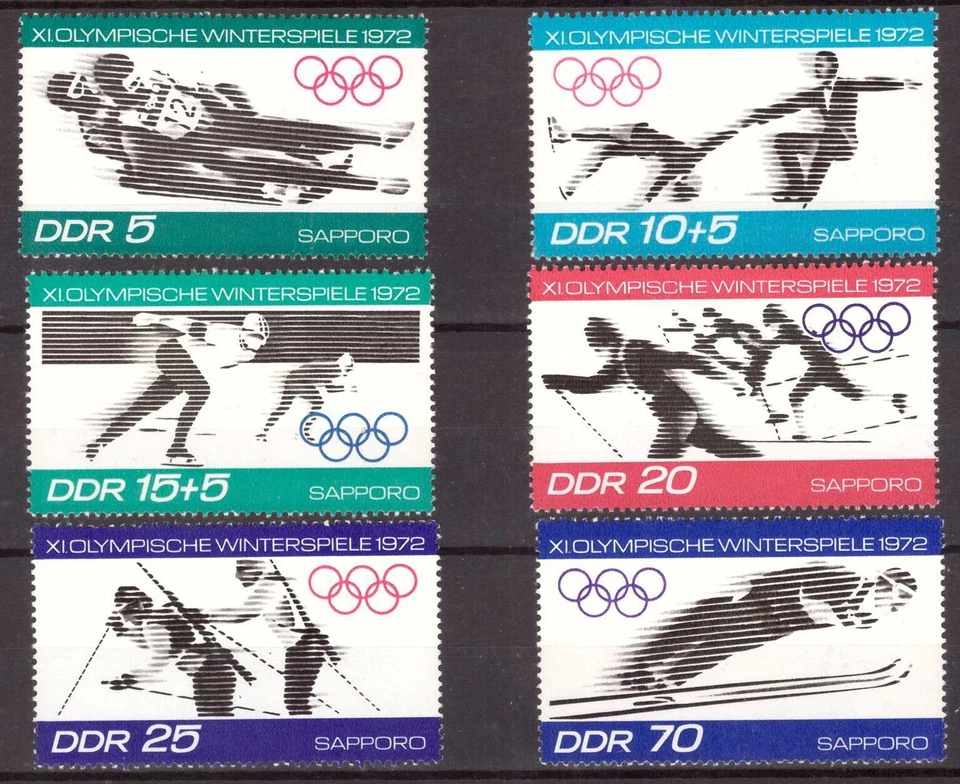 XI. OLYMPISCHE WINTERSPIELE 1972
DDR 5 SAPPORO
XI. OLYMPISCHE WINTERSPIELE 1972
DDR 10+5 SAPPORO
XI. OLYMPISCHE WINTERSPIELE 1972
DDR 15+5 SAPPORO
XI. OLYMPISCHE WINTERSPIELE 1972
DDR 20 SAPPORO
XI. OLYMPISCHE WINTERSPIELE 1972
DDR 25 SAPPORO
XI. OLYMPISCHE WINTERSPIELE 1972
DDR 70 SAPPORO